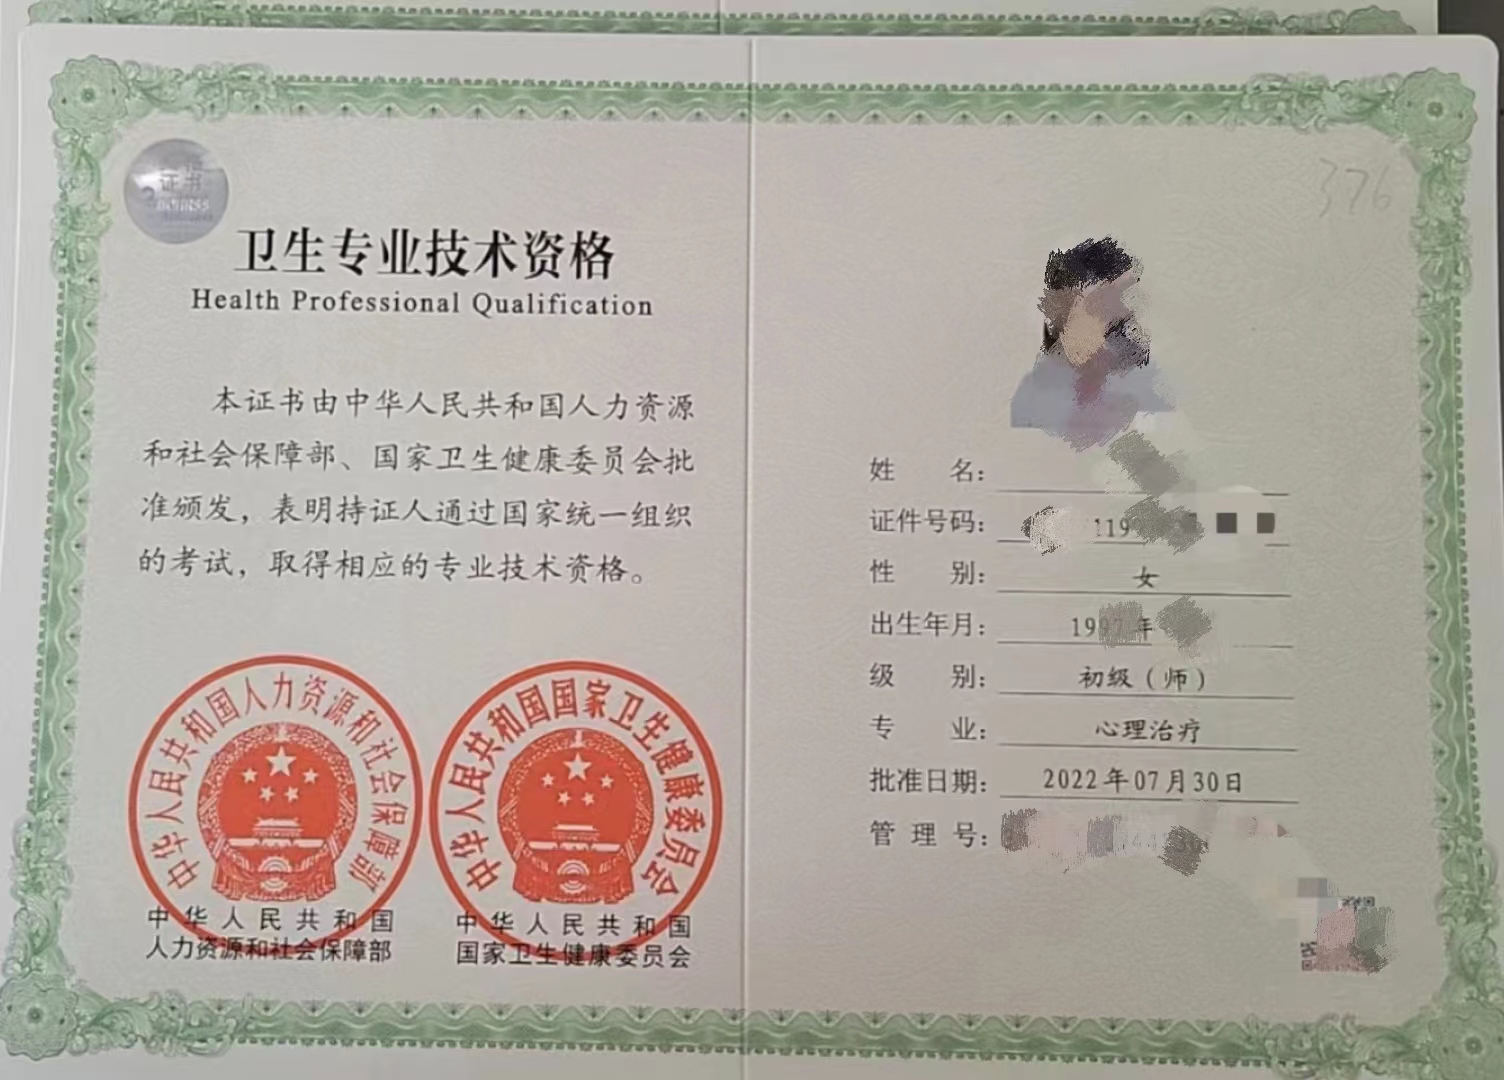 证书
卫生专业技术资格
Health Professional Qualification
本证书由中华人民共和国人力资源
和社会保障部、国家卫生健康委员会批
准颁发，表明持证人通过国家统一组织
的考试，取得相应的专业技术资格。
中华人民共和国人力资源和社会保障部
中华人民共和国
人力资源和社会保障部
中华人民共和国国家卫生健康委员会
中华人民共和国
国家卫生健康委员会
376
姓 名：
证件号码：
性 别： 女
出生年月： 年
级 别： 初级（师）
专 业： 心理治疗
批准日期： 2022年07月30日
管 理 号：